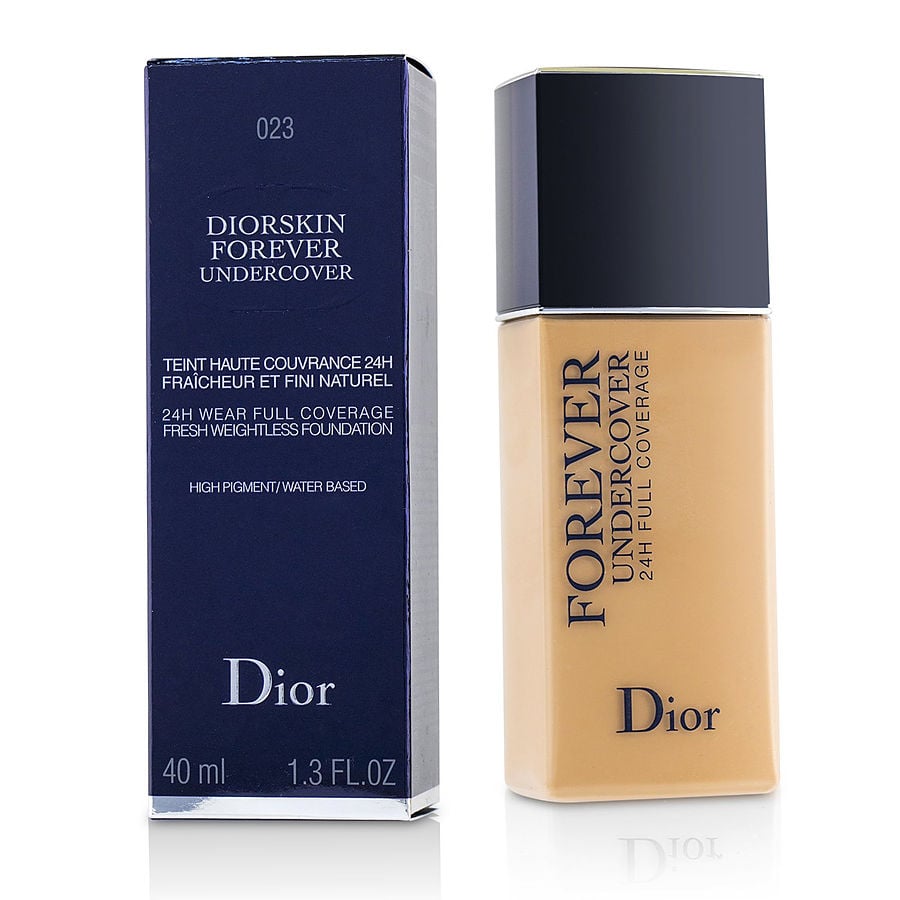 023
DIORSKIN
FOREVER
UNDERCOVER
TEINT HAUTE COUVRANCE 24H
FRAÎCHEUR ET FINI NATUREL
24H WEAR FULL COVERAGE
FRESH WEIGHTLESS FOUNDATION
HIGH PIGMENT/WATER BASED
Dior
40 ml 1.3 FL.OZ
FOREVER
UNDERCOVER
24H FULL COVERAGE
Dior